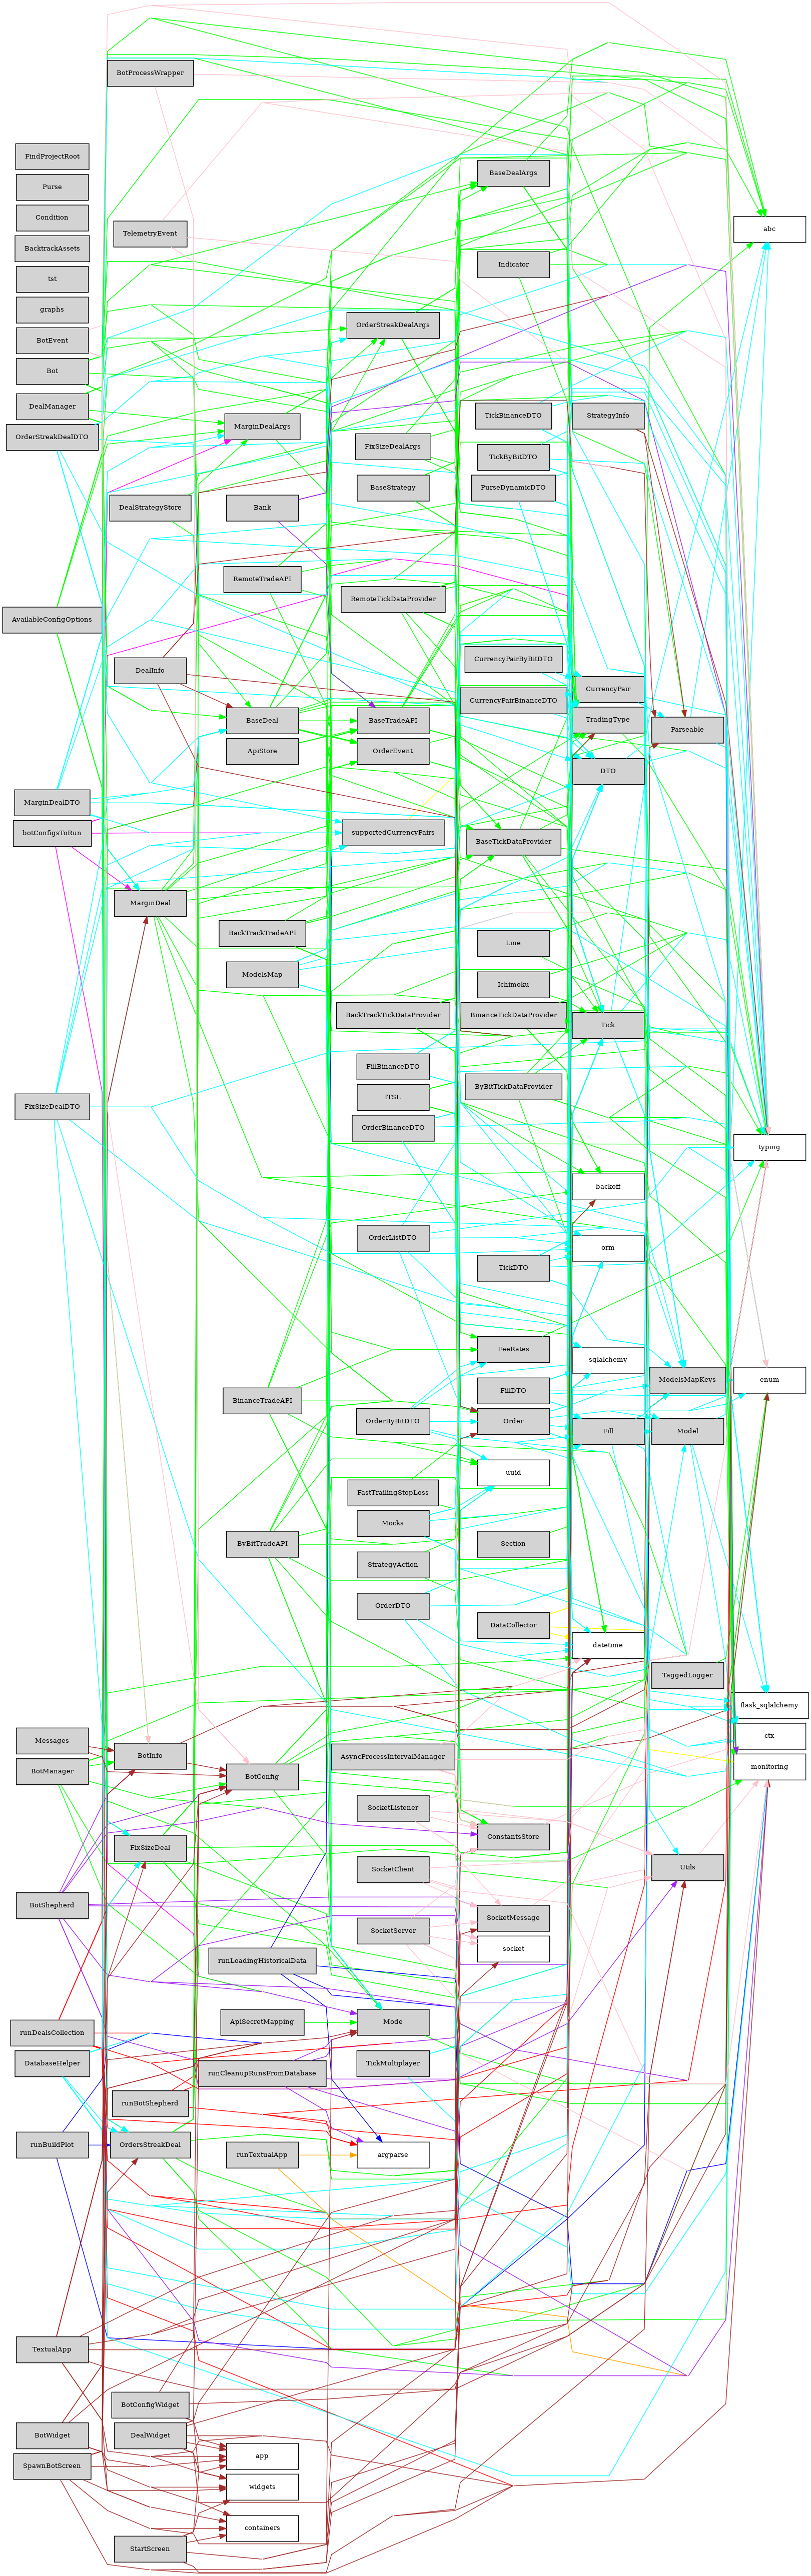 BotProcessWrapper
FindProjectRoot
Purse
Condition
BacktrackAssets
tst
graphs
BotEvent
Bot
DealManager
OrderStreakDealDTO
AvailableConfigOptions
MarginDealDTO
botConfigsToRun
FixSizeDealDTO
Messages
BotManager
BotShepherd
runDealsCollection
DatabaseHelper
runBuildPlot
TextualApp
BotWidget
SpawnBotScreen
TelemetryEvent
DealStrategyStore
DealInfo
MarginDeal
BotInfo
FixSizeDeal
runBotShepherd
OrdersStreakDeal
BotConfigWidget
DealWidget
StartScreen
MarginDealArgs
Bank
RemoteTradeAPI
BaseDeal
ApiStore
BackTrackTradeAPI
ModelsMap
BinanceTradeAPI
ByBitTradeAPI
BotConfig
runLoadingHistoricalData
ApiSecretMapping
runCleanupRunsFromDatabase
runTextualApp
app
widgets
containers
OrderStreakDealArgs
FixSizeDealArgs
BaseStrategy
RemoteTickDataProvider
BaseTradeAPI
OrderEvent
supportedCurrencyPairs
BackTrackTickDataProvider
FillBinanceDTO
ITSL
OrderBinanceDTO
OrderListDTO
OrderByBitDTO
FastTrailingStopLoss
Mocks
StrategyAction
OrderDTO
AsyncProcessIntervalManager
SocketListener
SocketClient
SocketServer
Mode
TickMultiplayer
argparse
BaseDealArgs
Indicator
TickBinanceDTO
TickByBitDTO
PurseDynamicDTO
CurrencyPairByBitDTO
CurrencyPairBinanceDTO
BaseTickDataProvider
Line
Ichimoku
BinanceTickDataProvider
ByBitTickDataProvider
TickDTO
FeeRates
FillDTO
Order
uuid
Section
DataCollector
ConstantsStore
SocketMessage
socket
StrategyInfo
CurrencyPair
TradingType
DTO
Tick
backoff
orm
sqlalchemy
Fill
datetime
Parseable
ModelsMapKeys
Model
TaggedLogger
Utils
abc
typing
enum
flask_sqlalchemy
ctx
monitoring